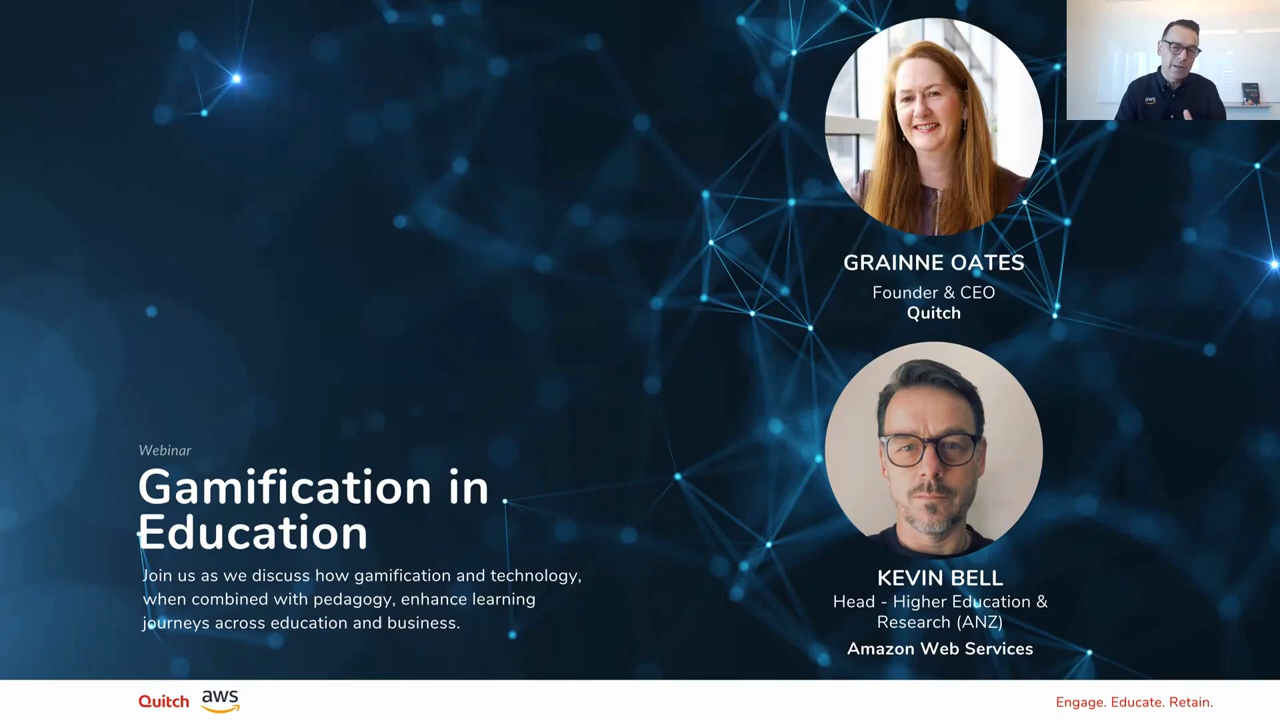 aws
GRAINNE OATES
Founder & CEO
Quitch
Webinar
Gamification in
Education
Join us as we discuss how gamification and technology,
when combined with pedagogy, enhance learning
journeys across education and business.
KEVIN BELL
Head - Higher Education &
Research (ANZ)
Amazon Web Services
Quitch
aws
Engage. Educate. Retain.